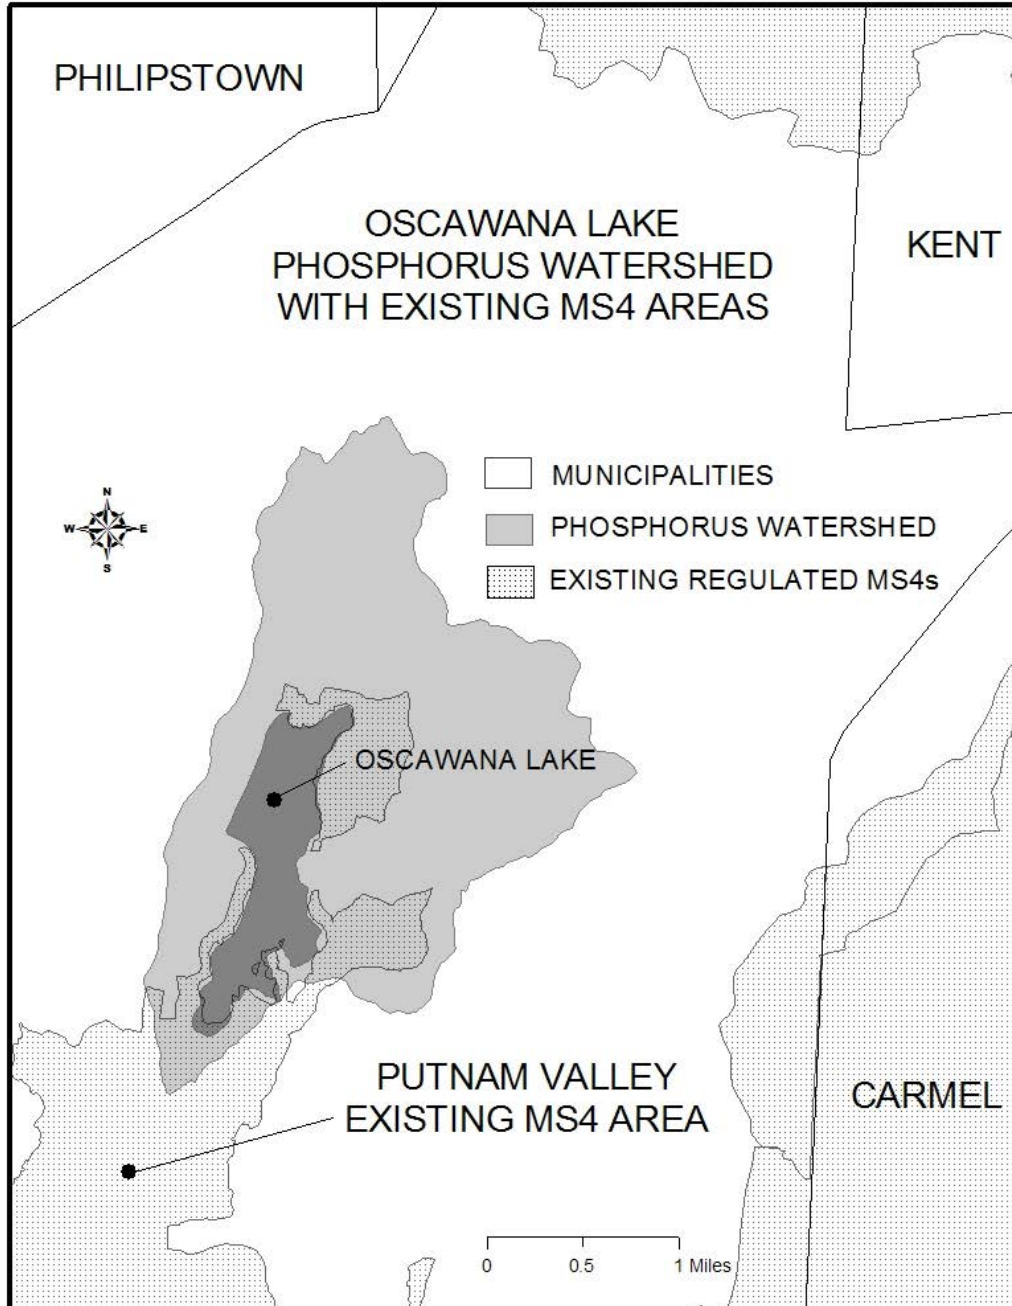 PHILIPSTOWN
OSCAWANA LAKE
PHOSPHORUS WATERSHED
WITH EXISTING MS4 AREAS
KENT
MUNICIPALITIES
PHOSPHORUS WATERSHED
EXISTING REGULATED MS4s
N
W E
S
OSCAWANA LAKE
PUTNAM VALLEY
EXISTING MS4 AREA
CARMEL
0 0.5 1 Miles